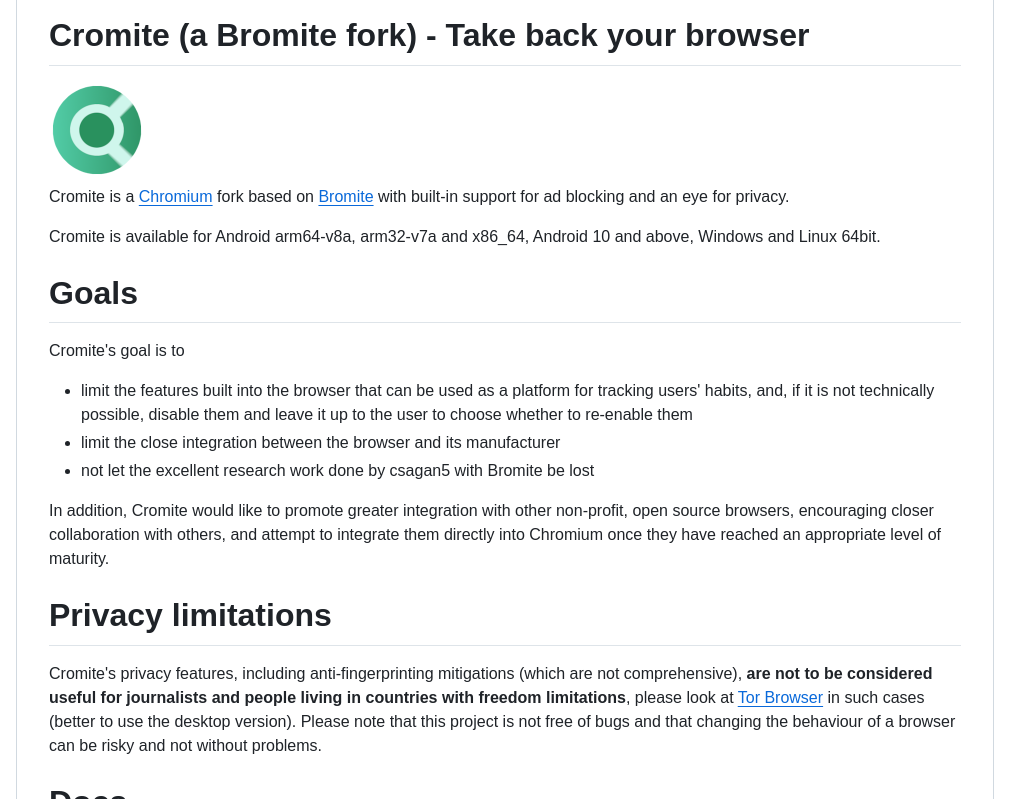 Cromite (a Bromite fork) - Take back your browser
Cromite is a Chromium fork based on Bromite with built-in support for ad blocking and an eye for privacy.
Cromite is available for Android arm64-v8a, arm32-v7a and x86_64, Android 10 and above, Windows and Linux 64bit.
Goals
Cromite's goal is to
limit the features built into the browser that can be used as a platform for tracking users' habits, and, if it is not technically
possible, disable them and leave it up to the user to choose whether to re-enable them
limit the close integration between the browser and its manufacturer
not let the excellent research work done by csagan5 with Bromite be lost
In addition, Cromite would like to promote greater integration with other non-profit, open source browsers, encouraging closer
collaboration with others, and attempt to integrate them directly into Chromium once they have reached an appropriate level of
maturity.
Privacy limitations
Cromite's privacy features, including anti-fingerprinting mitigations (which are not comprehensive), are not to be considered
useful for journalists and people living in countries with freedom limitations, please look at Tor Browser in such cases
(better to use the desktop version). Please note that this project is not free of bugs and that changing the behaviour of a browser
can be risky and not without problems.
Docs